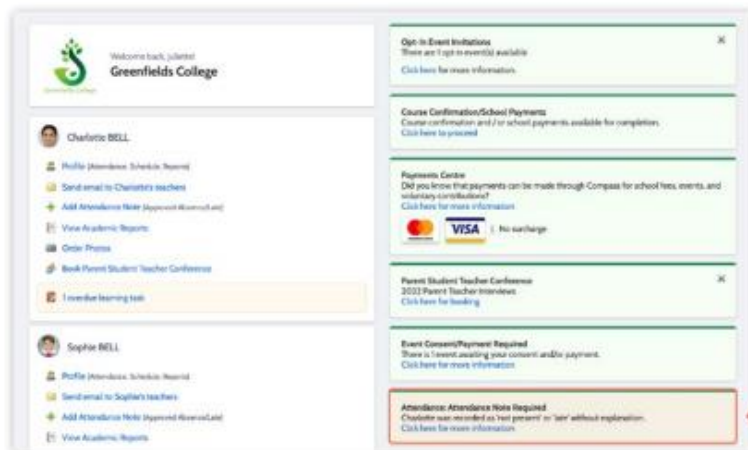 Welcome back, Juliette!
Greenfields College
Greenfields College
Charlotte BELL
Profile (Attendance, Schedule, Reports)
Send email to Charlotte's teachers
Add Attendance Note (Approved Absence/Late)
View Academic Reports
Order Photos
Book Parent Student Teacher Conference
1 overdue learning task
Sophie BELL
Profile (Attendance, Schedule, Reports)
Send email to Sophie's teachers
Add Attendance Note (Approved Absence/Late)
View Academic Reports
Opt-In Event Invitations
There are 1 opt in event(s) available
Click here for more information.
Course Confirmation/School Payments
Course confirmation and / or school payments available for completion.
Click here to proceed
Payments Centre
Did you know that payments can be made through Compass for school fees, events, and
voluntary contributions?
Click here for more information
VISA | No surcharge
Parent Student Teacher Conference
2022 Parent Teacher Interviews
Click here for booking
Event Consent/Payment Required
There is 1 event awaiting your consent and/or payment.
Click here for more information
Attendance: Attendance Note Required
Charlotte was recorded as 'not present' or 'late' without explanation.
Click here for more information